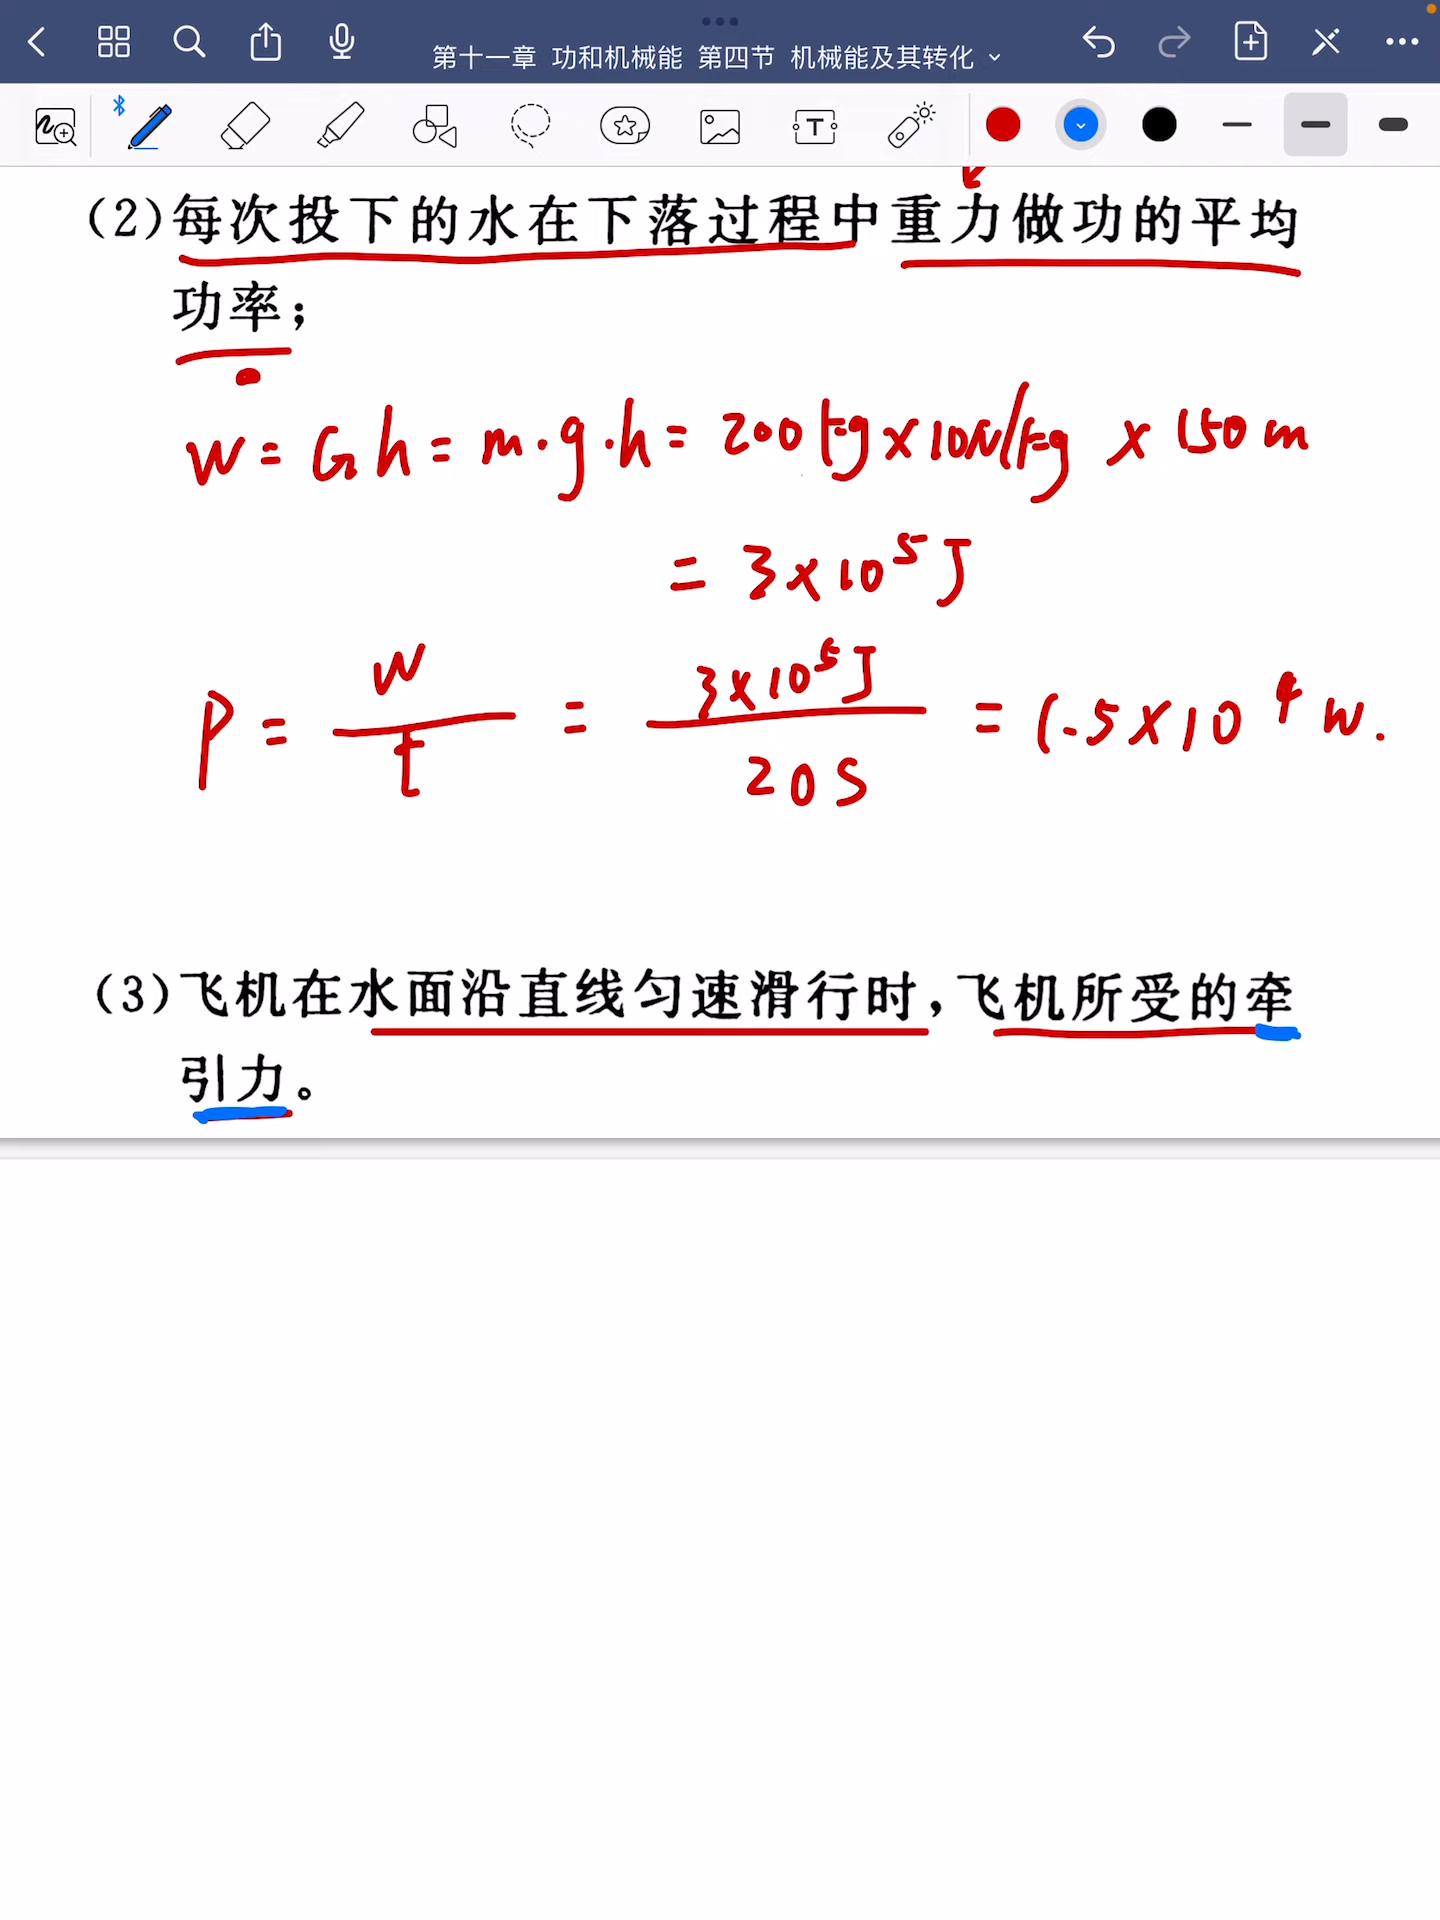 第十一章 功和机械能 第四节 机械能及其转化
(2)每次投下的水在下落过程中重力做功的平均
功率;
W = Gh = m·g·h = 200kg×10N/kg × 150m
= 3×10⁵J
P = W/t = 3×10⁵J/20s = 1.5×10⁴ W.
(3)飞机在水面沿直线匀速滑行时,飞机所受的牵
引力。